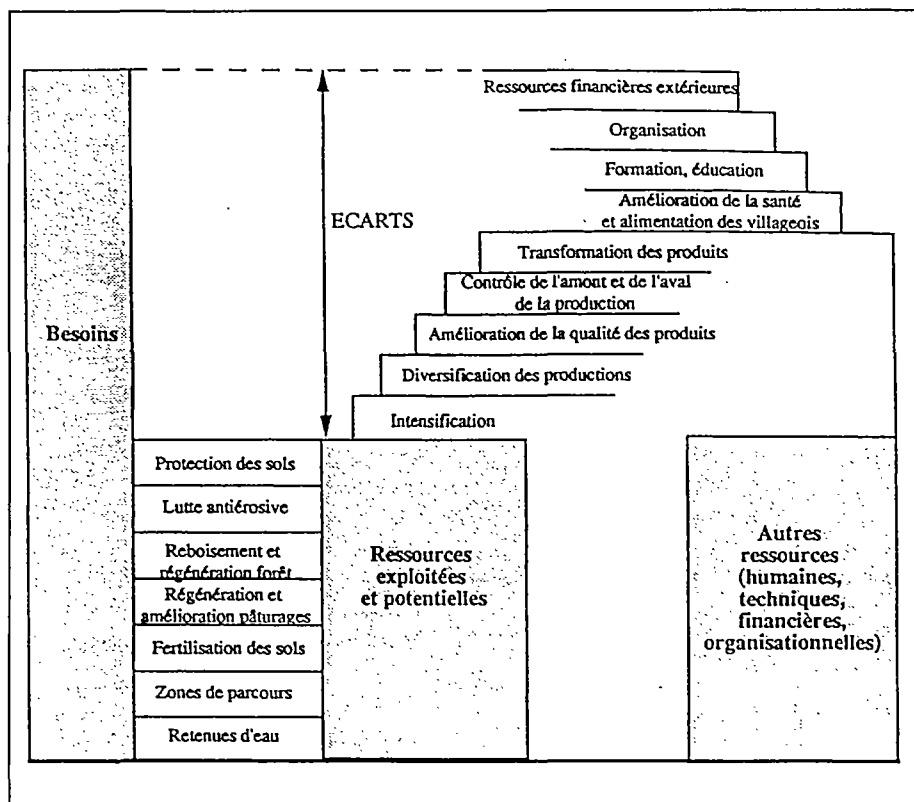 Ressources financières extérieures
Organisation
Formation, éducation
Amélioration de la santé
et alimentation des villageois
ECARTS
Transformation des produits
Contrôle de l'amont et de l'aval
de la production
Besoins
Amélioration de la qualité des produits
Diversification des productions
Intensification
Protection des sols
Lutte antiérosive
Reboisement et
régénération forêt
Régénération et
amélioration pâturages
Fertilisation des sols
Zones de parcours
Retenues d'eau
Ressources
exploitées
et potentielles
Autres
ressources
(humaines,
techniques,
financières,
organisationnelles)